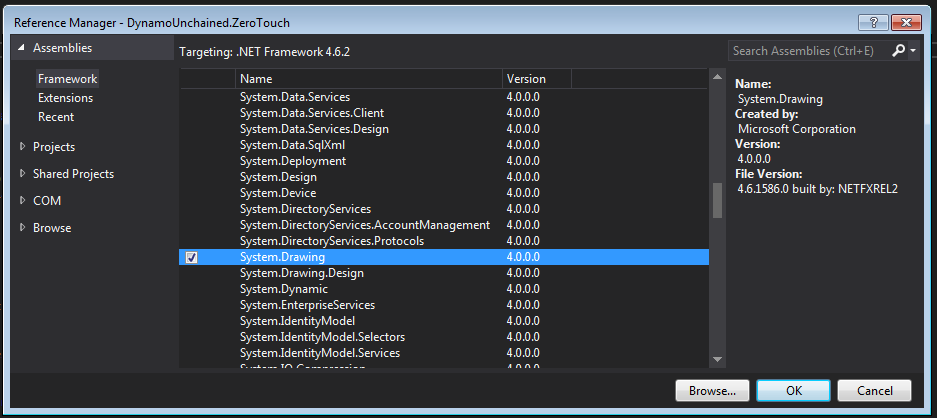 Reference Manager - DynamoUnchained.ZeroTouch
?
Assemblies
Framework
Extensions
Recent
Projects
Shared Projects
COM
Browse
Targeting: .NET Framework 4.6.2
Name Version
System.Data.Services 4.0.0.0
System.Data.Services.Client 4.0.0.0
System.Data.Services.Design 4.0.0.0
System.Data.SqlXml 4.0.0.0
System.Deployment 4.0.0.0
System.Design 4.0.0.0
System.Device 4.0.0.0
System.DirectoryServices 4.0.0.0
System.DirectoryServices.AccountManagement 4.0.0.0
System.DirectoryServices.Protocols 4.0.0.0
System.Drawing 4.0.0.0
System.Drawing.Design 4.0.0.0
System.Dynamic 4.0.0.0
System.EnterpriseServices 4.0.0.0
System.IdentityModel 4.0.0.0
System.IdentityModel.Selectors 4.0.0.0
System.IdentityModel.Services 4.0.0.0
System.IO.Compression 4.0.0.0
Search Assemblies (Ctrl+E)
Name:
System.Drawing
Created by:
Microsoft Corporation
Version:
4.0.0.0
File Version:
4.6.1586.0 built by: NETFXREL2
Browse... OK Cancel